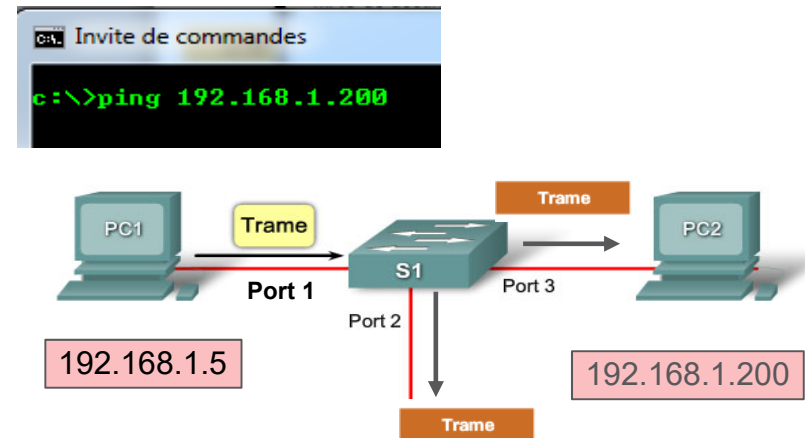 Invite de commandes
c:\>ping 192.168.1.200
Trame
PC1
Trame
PC2
S1
Port 1
Port 3
Port 2
192.168.1.5
192.168.1.200
Trame